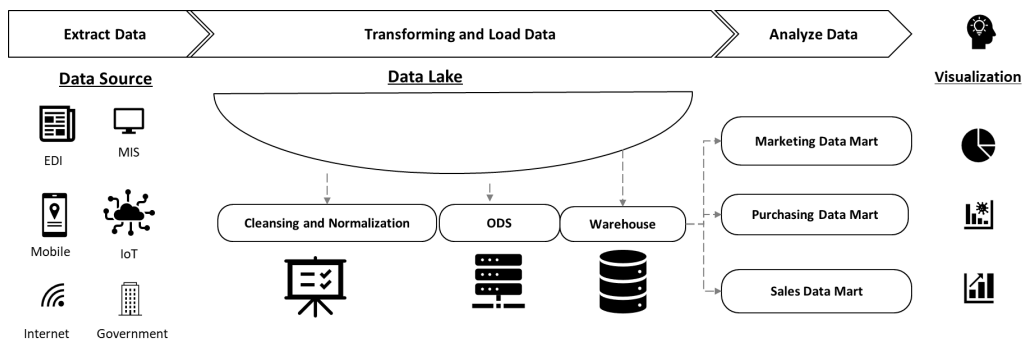 Extract Data
Transforming and Load Data
Analyze Data
Data Source
Data Lake
Visualization
EDI
MIS
Marketing Data Mart
Cleansing and Normalization
ODS
Warehouse
Purchasing Data Mart
Mobile
IoT
Sales Data Mart
Internet
Government